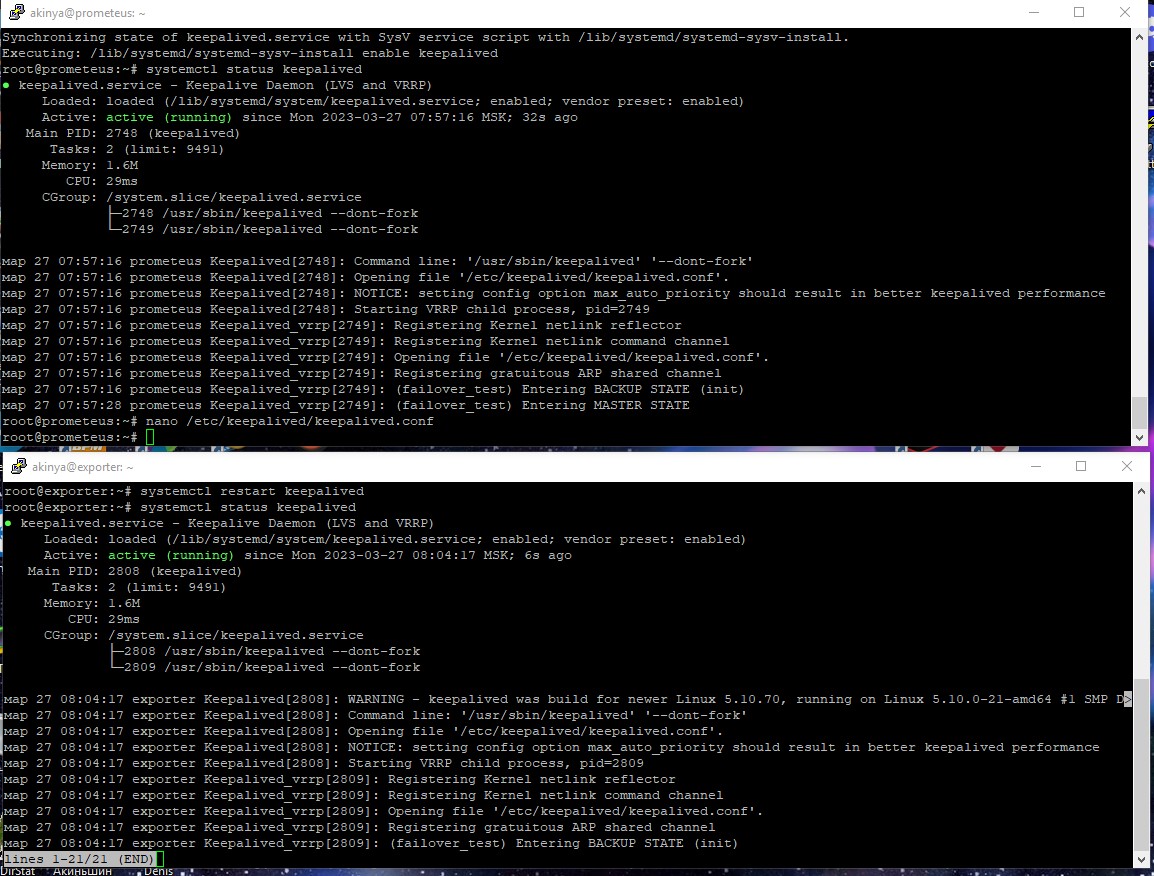 akinya@prometeus: ~
Synchronizing state of keepalived.service with SysV service script with /lib/systemd/systemd-sysv-install.
Executing: /lib/systemd/systemd-sysv-install enable keepalived
root@prometeus:~# systemctl status keepalived
● keepalived.service - Keepalive Daemon (LVS and VRRP)
Loaded: loaded (/lib/systemd/system/keepalived.service; enabled; vendor preset: enabled)
Active: active (running) since Mon 2023-03-27 07:57:16 MSK; 32s ago
Main PID: 2748 (keepalived)
Tasks: 2 (limit: 9491)
Memory: 1.6M
CPU: 29ms
CGroup: /system.slice/keepalived.service
├─2748 /usr/sbin/keepalived --dont-fork
└─2749 /usr/sbin/keepalived --dont-fork
мар 27 07:57:16 prometeus Keepalived[2748]: Command line: '/usr/sbin/keepalived' '--dont-fork'
мар 27 07:57:16 prometeus Keepalived[2748]: Opening file '/etc/keepalived/keepalived.conf'.
мар 27 07:57:16 prometeus Keepalived[2748]: NOTICE: setting config option max_auto_priority should result in better keepalived performance
мар 27 07:57:16 prometeus Keepalived[2748]: Starting VRRP child process, pid=2749
мар 27 07:57:16 prometeus Keepalived_vrrp[2749]: Registering Kernel netlink reflector
мар 27 07:57:16 prometeus Keepalived_vrrp[2749]: Registering Kernel netlink command channel
мар 27 07:57:16 prometeus Keepalived_vrrp[2749]: Opening file '/etc/keepalived/keepalived.conf'.
мар 27 07:57:16 prometeus Keepalived_vrrp[2749]: Registering gratuitous ARP shared channel
мар 27 07:57:16 prometeus Keepalived_vrrp[2749]: (failover_test) Entering BACKUP STATE (init)
мар 27 07:57:28 prometeus Keepalived_vrrp[2749]: (failover_test) Entering MASTER STATE
root@prometeus:~# nano /etc/keepalived/keepalived.conf
root@prometeus:~#
akinya@exporter: ~
root@exporter:~# systemctl restart keepalived
root@exporter:~# systemctl status keepalived
● keepalived.service - Keepalive Daemon (LVS and VRRP)
Loaded: loaded (/lib/systemd/system/keepalived.service; enabled; vendor preset: enabled)
Active: active (running) since Mon 2023-03-27 08:04:17 MSK; 6s ago
Main PID: 2808 (keepalived)
Tasks: 2 (limit: 9491)
Memory: 1.6M
CPU: 29ms
CGroup: /system.slice/keepalived.service
├─2808 /usr/sbin/keepalived --dont-fork
└─2809 /usr/sbin/keepalived --dont-fork
мар 27 08:04:17 exporter Keepalived[2808]: WARNING - keepalived was build for newer Linux 5.10.70, running on Linux 5.10.0-21-amd64 #1 SMP D>
мар 27 08:04:17 exporter Keepalived[2808]: Command line: '/usr/sbin/keepalived' '--dont-fork'
мар 27 08:04:17 exporter Keepalived[2808]: Opening file '/etc/keepalived/keepalived.conf'.
мар 27 08:04:17 exporter Keepalived[2808]: NOTICE: setting config option max_auto_priority should result in better keepalived performance
мар 27 08:04:17 exporter Keepalived[2808]: Starting VRRP child process, pid=2809
мар 27 08:04:17 exporter Keepalived_vrrp[2809]: Registering Kernel netlink reflector
мар 27 08:04:17 exporter Keepalived_vrrp[2809]: Registering Kernel netlink command channel
мар 27 08:04:17 exporter Keepalived_vrrp[2809]: Opening file '/etc/keepalived/keepalived.conf'.
мар 27 08:04:17 exporter Keepalived_vrrp[2809]: Registering gratuitous ARP shared channel
мар 27 08:04:17 exporter Keepalived_vrrp[2809]: (failover_test) Entering BACKUP STATE (init)
lines 1-21/21 (END)
DirStat Акиньшин Denis